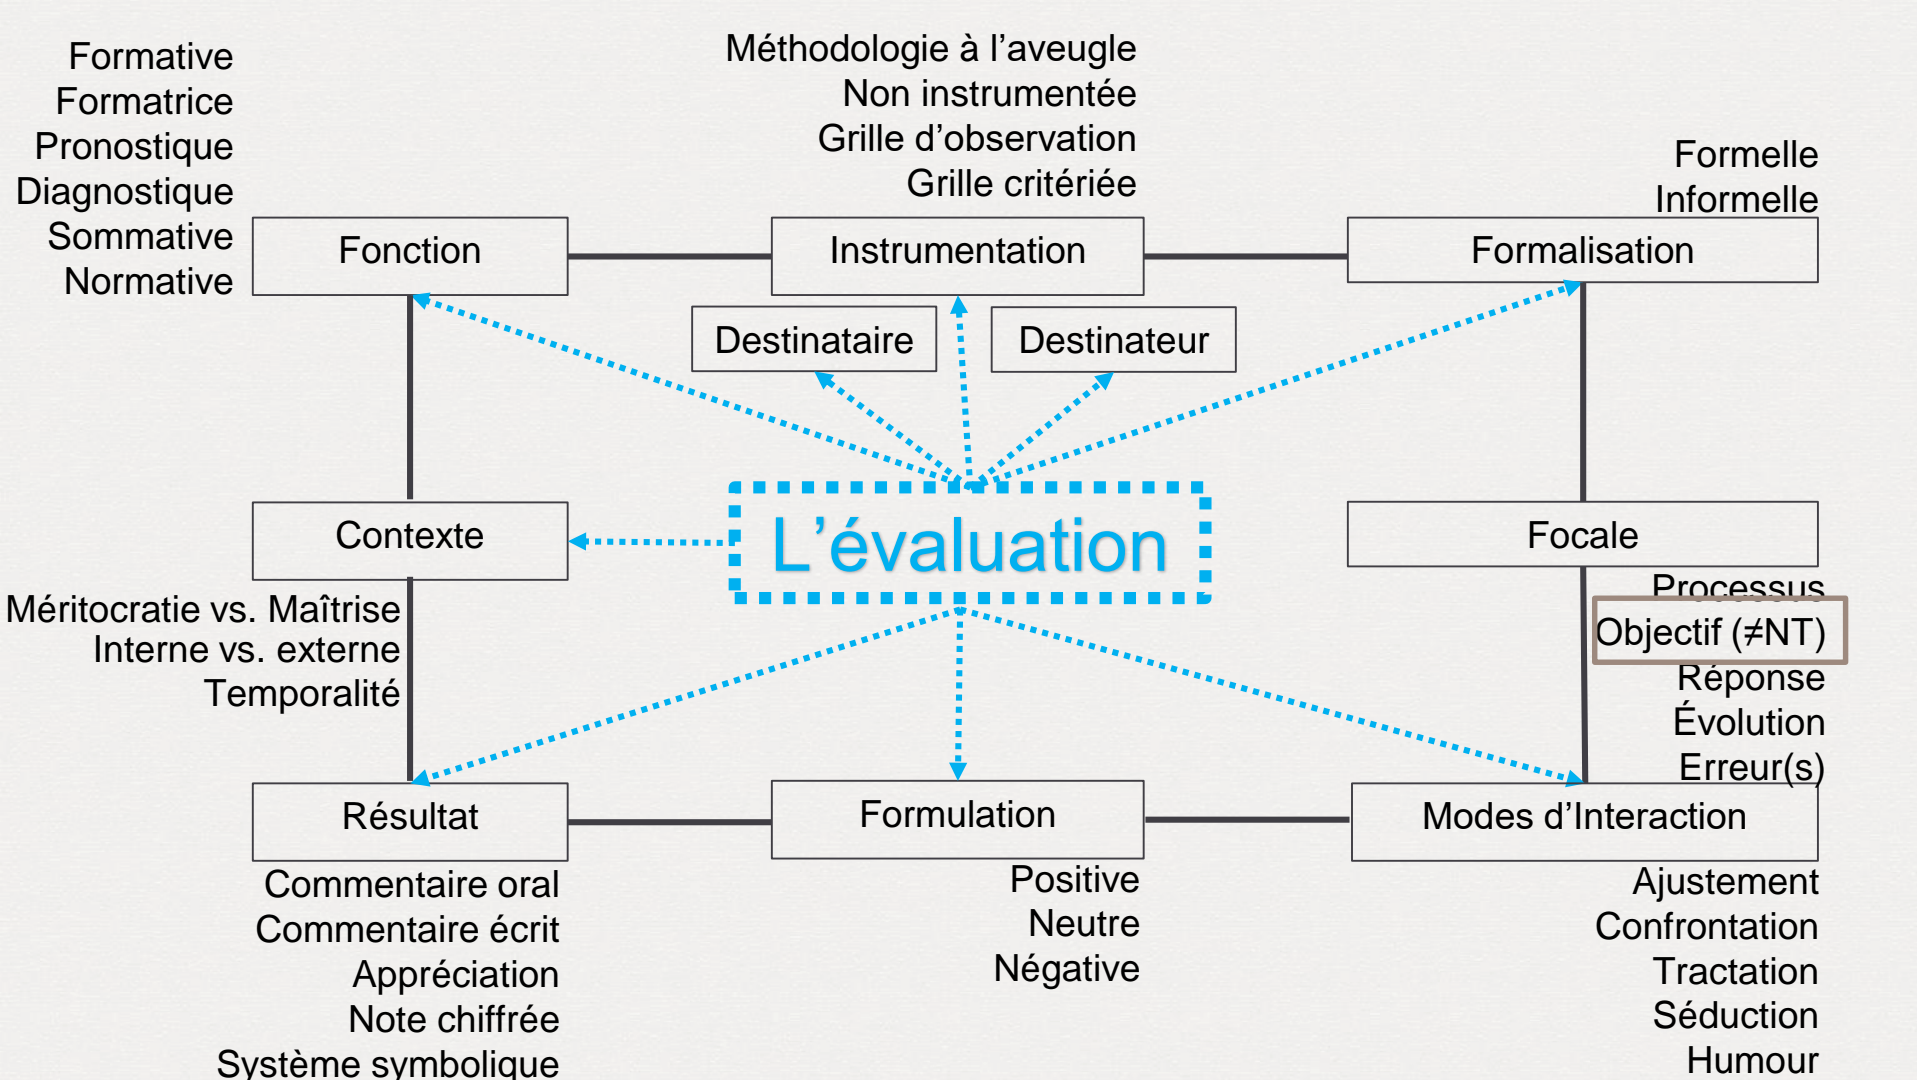 Formative
Formatrice
Pronostique
Diagnostique
Sommative
Normative
Fonction
Méthodologie à l’aveugle
Non instrumentée
Grille d’observation
Grille critériée
Instrumentation
Formelle
Informelle
Formalisation
Destinataire
Destinateur
L’évaluation
Contexte
Méritocratie vs. Maîtrise
Interne vs. externe
Temporalité
Focale
Processus
Objectif (≠NT)
Réponse
Évolution
Erreur(s)
Résultat
Commentaire oral
Commentaire écrit
Appréciation
Note chiffrée
Système symbolique
Formulation
Positive
Neutre
Négative
Modes d’Interaction
Ajustement
Confrontation
Tractation
Séduction
Humour